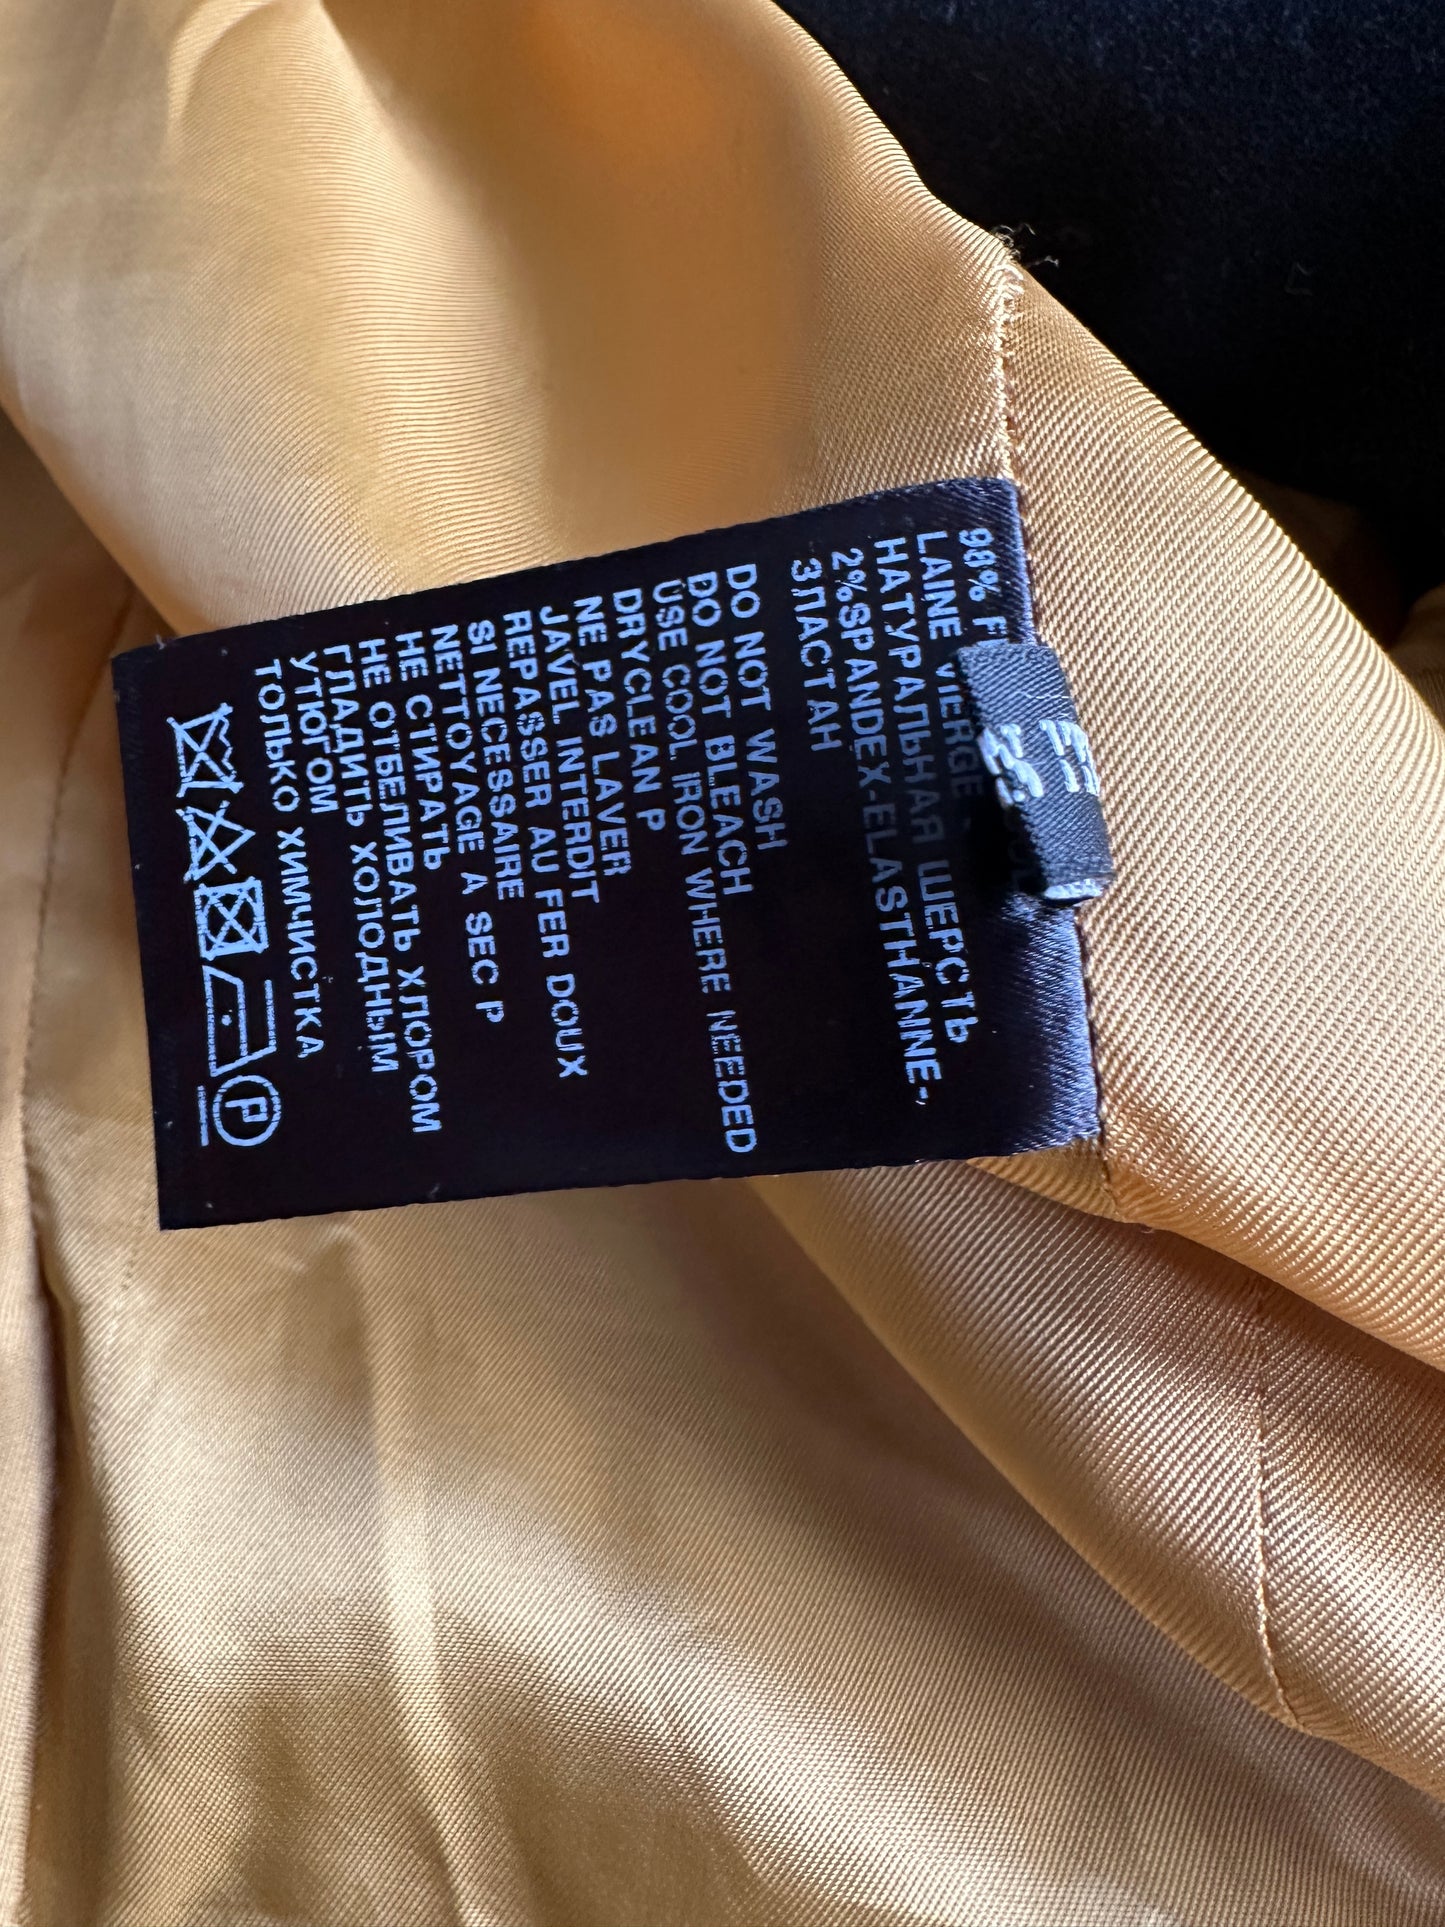 98%
LAINE VIERGE
НАТУРАЛЬНАЯ ШЕРСТЬ
2%SPANDEX-ELASTHANNE-,
ЗЛАСТАН
DO NOT WASH
DO NOT BLEACH
USE COOL IRON WHERE NEEDED
DRYCLEAN P
NE PAS LAVER
JAVEL INTERDIT
REPASSER AU FER DOUX
SI NECESSAIRE
NETTOYAGE A SEC P
НЕ СТИРАТЬ
НЕ ОТБЕЛИВАТЬ ХЛОРОМ
ГЛАДИТЬ ХОЛОДНЫМ
УТЮГОМ
ТОЛЬКО ХИМЧИСТКА
P